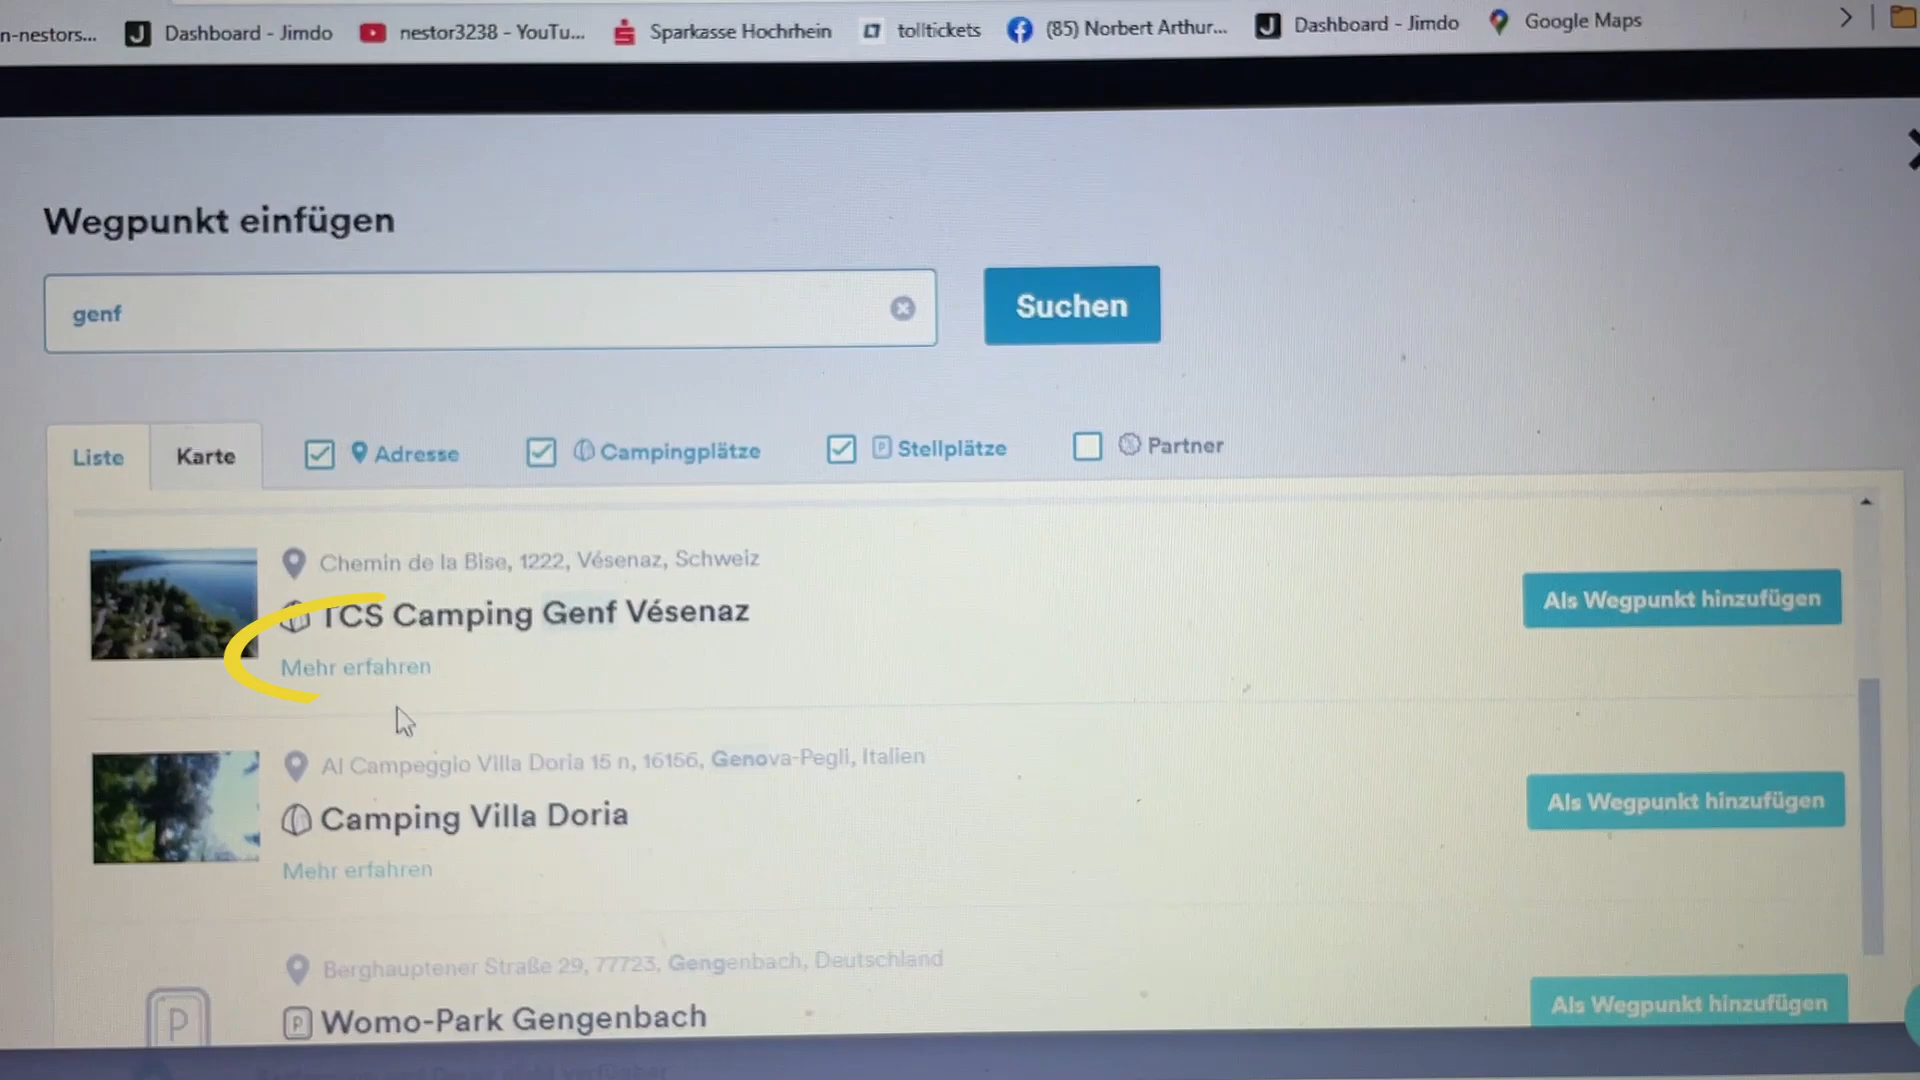 n-nestors... Dashboard - Jimdo nestor3238 - YouTu... Sparkasse Hochrhein tolltickets (85) Norbert Arthur... Dashboard - Jimdo Google Maps
Wegpunkt einfügen
genf
Suchen
Liste Karte Adresse Campingplätze Stellplätze Partner
Chemin de la Bise, 1222, Vésenaz, Schweiz
TCS Camping Genf Vésenaz
Als Wegpunkt hinzufügen
Mehr erfahren
Al Campeggio Villa Doria 15 n, 16156, Genova-Pegli, Italien
Camping Villa Doria
Als Wegpunkt hinzufügen
Mehr erfahren
Berghauptener Straße 29, 77723, Gengenbach, Deutschland
P Womo-Park Gengenbach
Als Wegpunkt hinzufügen